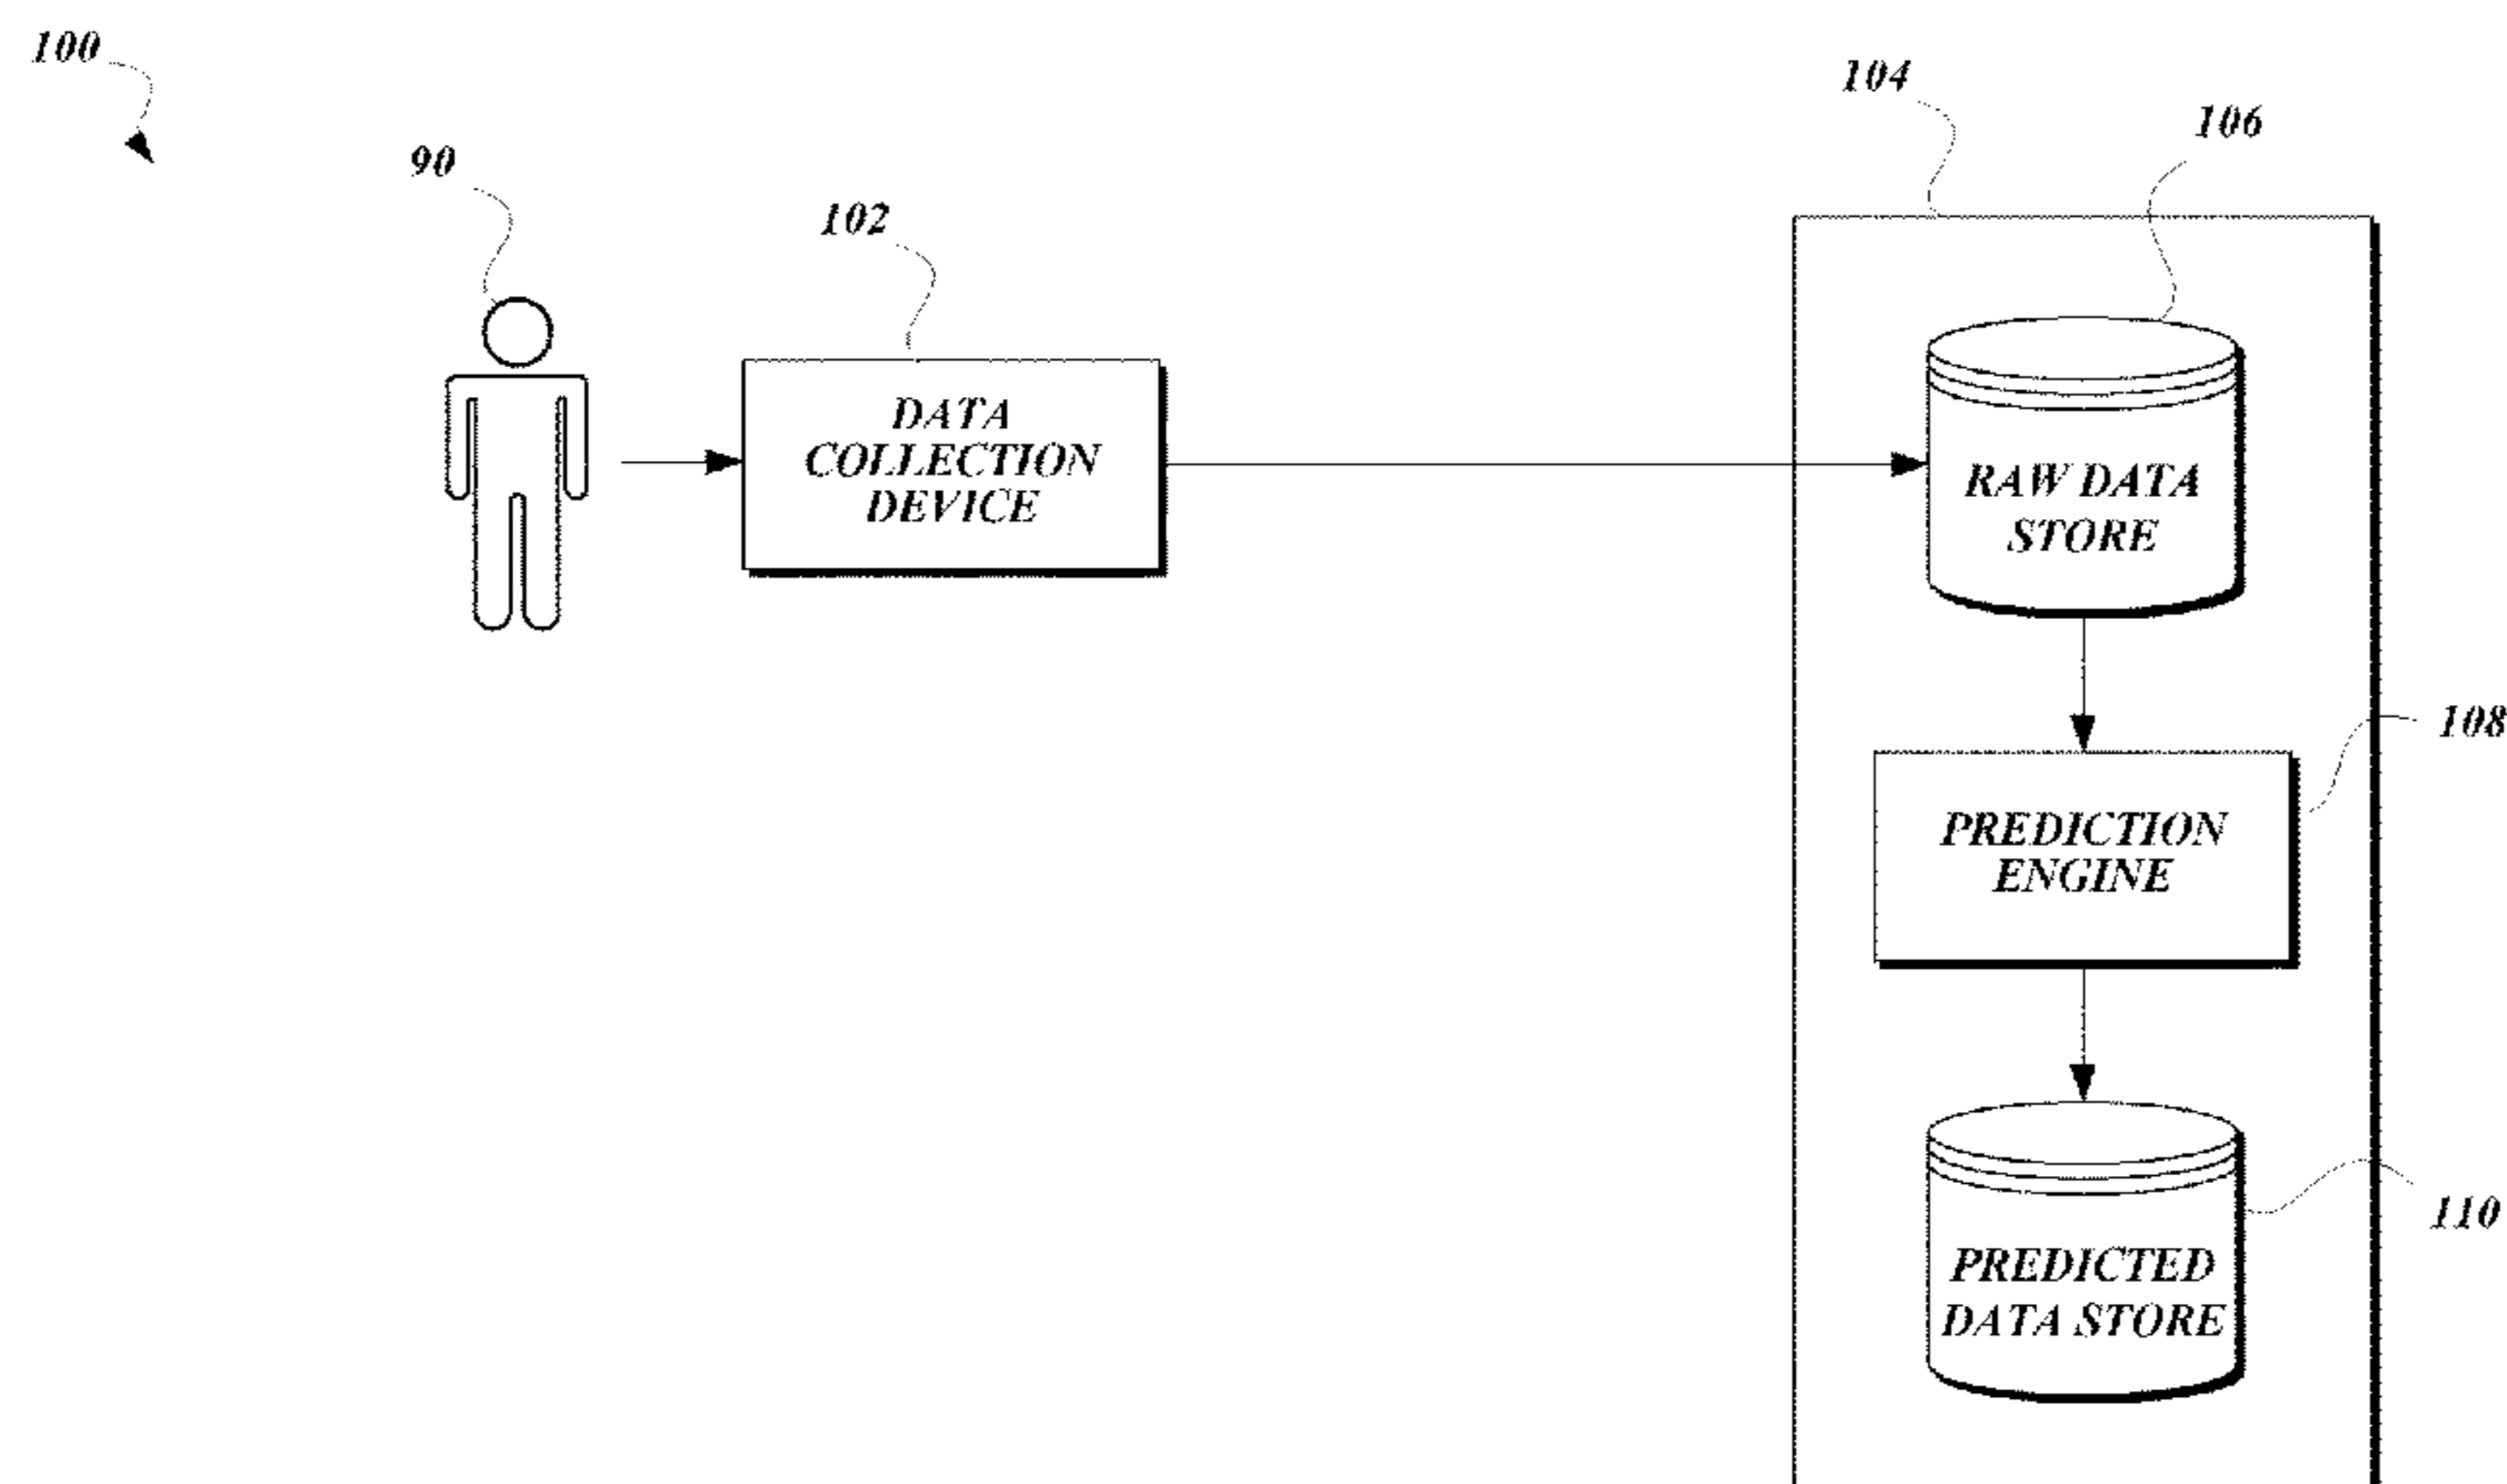 100
104
106
90
102
DATA
COLLECTION
DEVICE
RAW DATA
STORE
108
PREDICTION
ENGINE
110
PREDICTED
DATA STORE